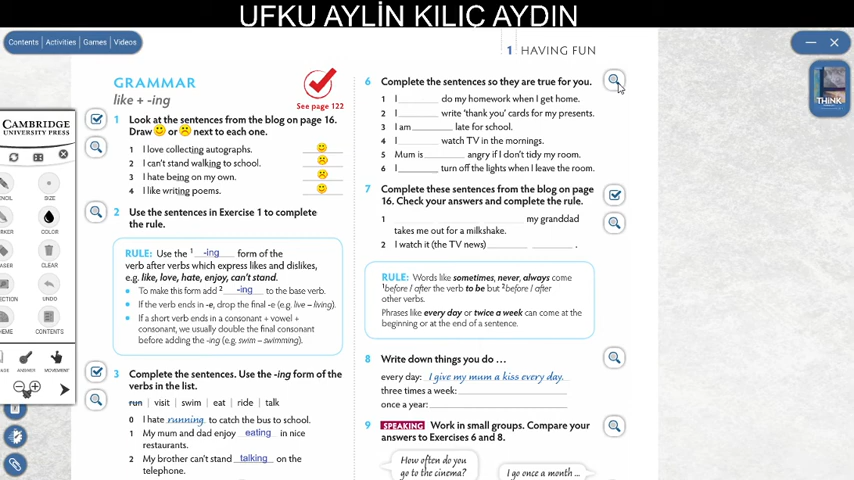 UFKU AYLİN KILIÇ AYDIN
Contents | Activities | Games | Videos
1 HAVING FUN
THINK
CAMBRIDGE
UNIVERSITY PRESS
SIZE
COLOR
CLEAR
UNDO
CONTENTS
ANSWER
MOVEMENT
GRAMMAR
like + -ing
See page 122
1 Look at the sentences from the blog on page 16.
Draw or next to each one.
1 I love collecting autographs.
2 I can't stand walking to school.
3 I hate being on my own.
4 I like writing poems.
2 Use the sentences in Exercise 1 to complete
the rule.
RULE: Use the 1 -ing form of the
verb after verbs which express likes and dislikes,
e.g. like, love, hate, enjoy, can't stand.
• To make this form add 2 -ing to the base verb.
• If the verb ends in -e, drop the final -e (e.g. live – living).
• If a short verb ends in a consonant + vowel +
consonant, we usually double the final consonant
before adding the -ing (e.g. swim – swimming).
3 Complete the sentences. Use the -ing form of the
verbs in the list.
run | visit | swim | eat | ride | talk
0 I hate running to catch the bus to school.
1 My mum and dad enjoy eating in nice
restaurants.
2 My brother can't stand talking on the
telephone.
6 Complete the sentences so they are true for you.
1 I ______ do my homework when I get home.
2 I ______ write 'thank you' cards for my presents.
3 I am ______ late for school.
4 I ______ watch TV in the mornings.
5 Mum is ______ angry if I don't tidy my room.
6 I ______ turn off the lights when I leave the room.
7 Complete these sentences from the blog on page
16. Check your answers and complete the rule.
1 ______ my granddad
takes me out for a milkshake.
2 I watch it (the TV news) ______ ______ .
RULE: Words like sometimes, never, always come
1before / after the verb to be but 2before / after
other verbs.
Phrases like every day or twice a week can come at the
beginning or at the end of a sentence.
8 Write down things you do ...
every day: I give my mum a kiss every day.
three times a week: ______
once a year: ______
9 SPEAKING Work in small groups. Compare your
answers to Exercises 6 and 8.
How often do you
go to the cinema?
I go once a month ...